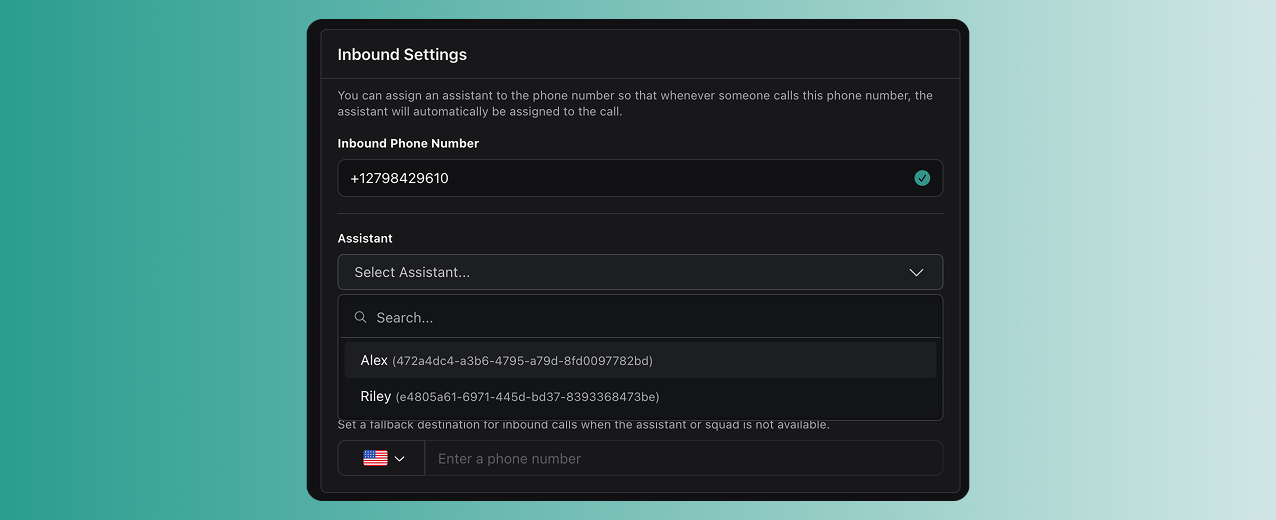 Inbound Settings
You can assign an assistant to the phone number so that whenever someone calls this phone number, the
assistant will automatically be assigned to the call.
Inbound Phone Number
+12798429610
Assistant
Select Assistant...
Search...
Alex (472a4dc4-a3b6-4795-a79d-8fd0097782bd)
Riley (e4805a61-6971-445d-bd37-8393368473be)
Set a fallback destination for inbound calls when the assistant or squad is not available.
Enter a phone number